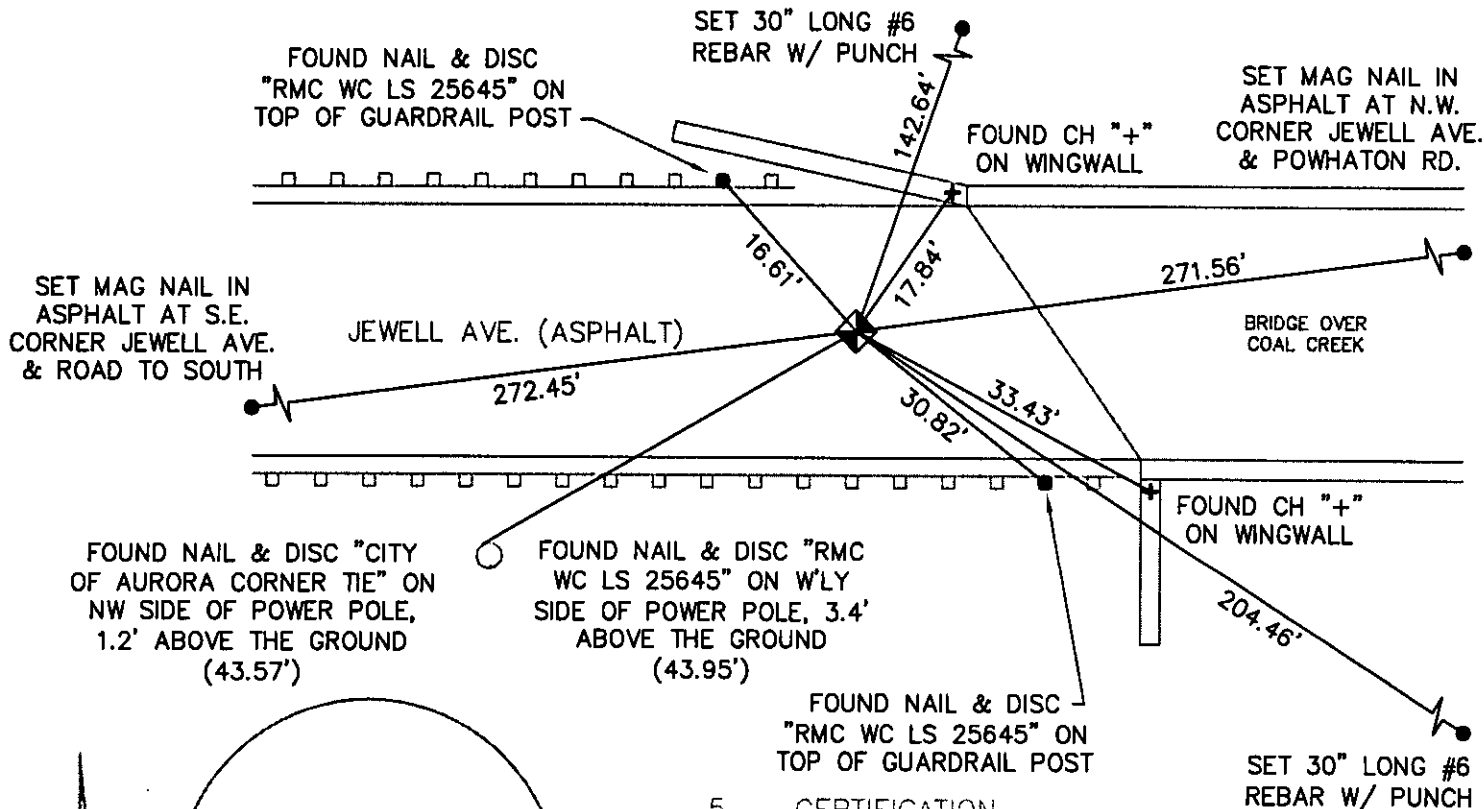 SET 30" LONG #6
REBAR W/ PUNCH
FOUND NAIL & DISC
"RMC WC LS 25645" ON
TOP OF GUARDRAIL POST
142.64'
FOUND CH "+"
ON WINGWALL
SET MAG NAIL IN
ASPHALT AT N.W.
CORNER JEWELL AVE.
& POWHATON RD.
16.61'
17.84'
271.56'
SET MAG NAIL IN
ASPHALT AT S.E.
CORNER JEWELL AVE.
& ROAD TO SOUTH
JEWELL AVE. (ASPHALT)
BRIDGE OVER
COAL CREEK
272.45'
33.43'
30.82'
FOUND CH "+"
ON WINGWALL
FOUND NAIL & DISC "CITY
OF AURORA CORNER TIE" ON
NW SIDE OF POWER POLE,
1.2' ABOVE THE GROUND
(43.57')
FOUND NAIL & DISC "RMC
WC LS 25645" ON W'LY
SIDE OF POWER POLE, 3.4'
ABOVE THE GROUND
(43.95')
204.46'
FOUND NAIL & DISC
"RMC WC LS 25645" ON
TOP OF GUARDRAIL POST
SET 30" LONG #6
REBAR W/ PUNCH
5. CERTIFICATION